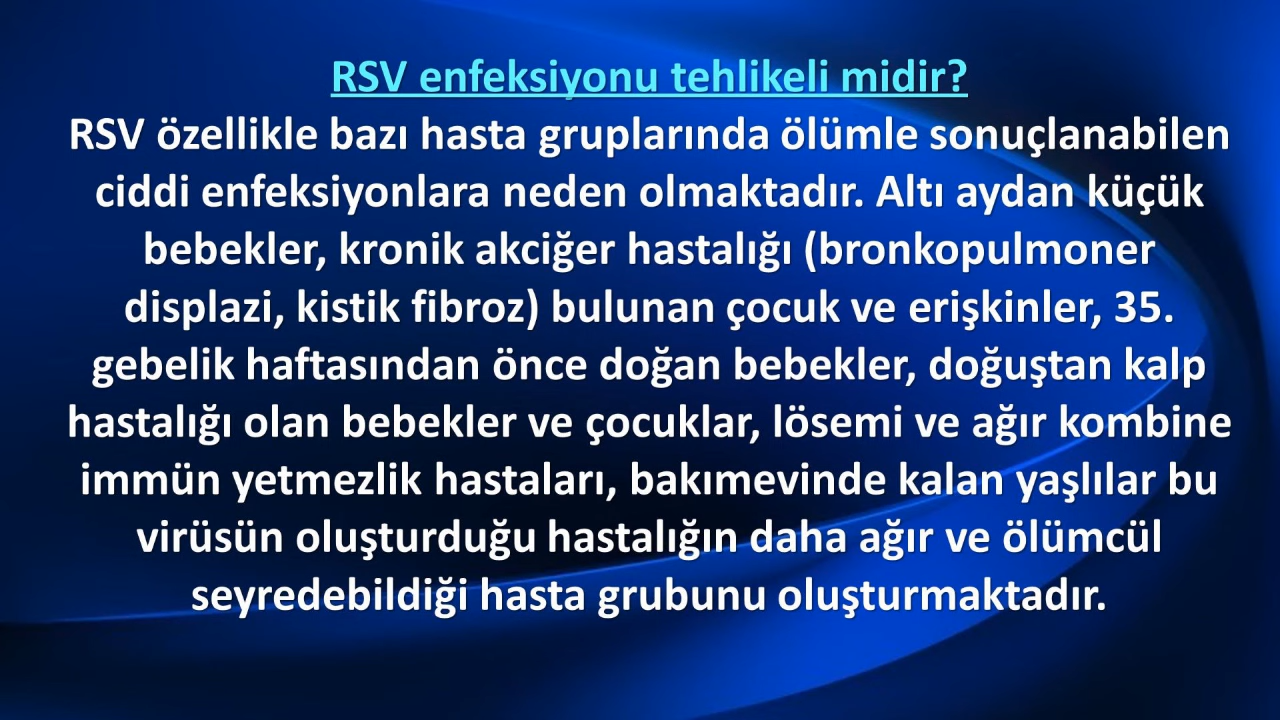 RSV enfeksiyonu tehlikeli midir?
RSV özellikle bazı hasta gruplarında ölümle sonuçlanabilen
ciddi enfeksiyonlara neden olmaktadır. Altı aydan küçük
bebekler, kronik akciğer hastalığı (bronkopulmoner
displazi, kistik fibroz) bulunan çocuk ve erişkinler, 35.
gebelik haftasından önce doğan bebekler, doğuştan kalp
hastalığı olan bebekler ve çocuklar, lösemi ve ağır kombine
immün yetmezlik hastaları, bakımevinde kalan yaşlılar bu
virüsün oluşturduğu hastalığın daha ağır ve ölümcül
seyredebildiği hasta grubunu oluşturmaktadır.